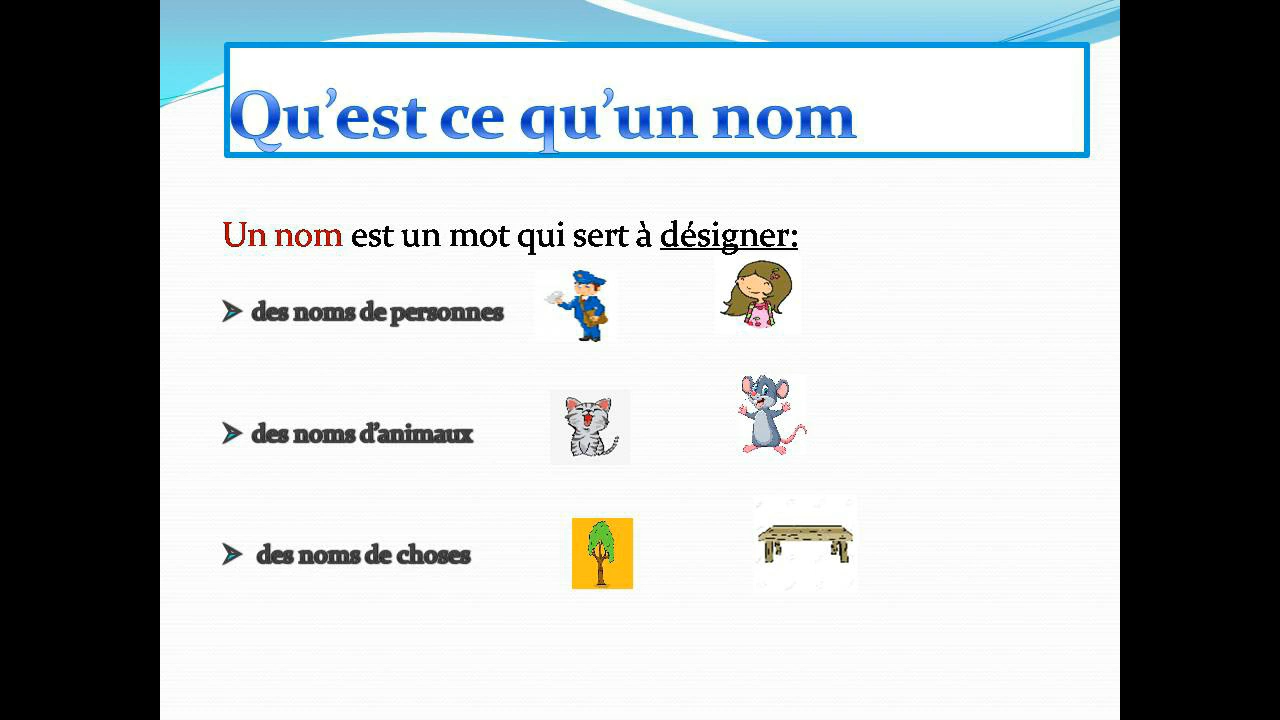 Qu’est ce qu’un nom
Un nom est un mot qui sert à désigner:
des noms de personnes
des noms d’animaux
des noms de choses